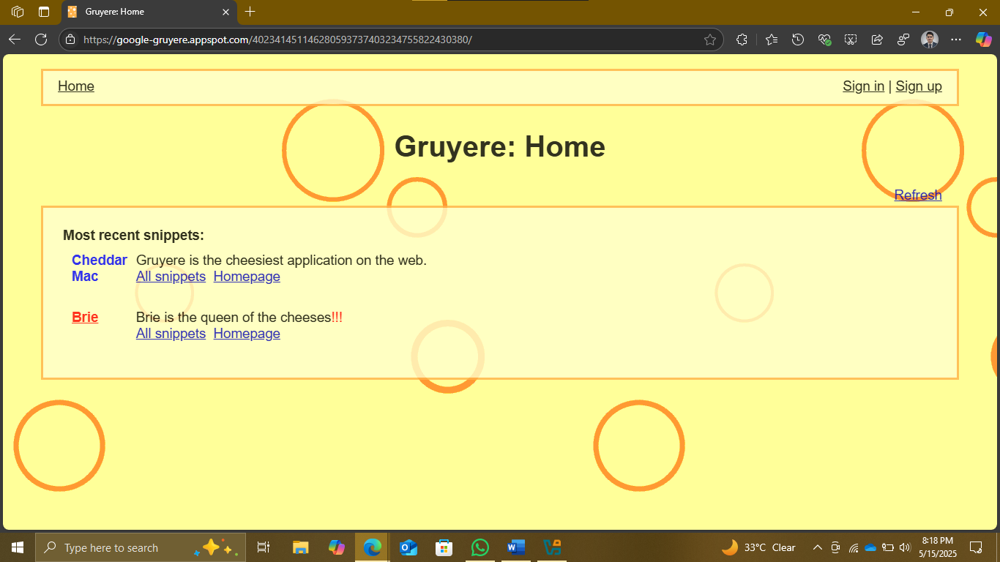 Gruyere: Home
https://google-gruyere.appspot.com/402341451146280593737403234755822430380/
Home
Sign in | Sign up
Gruyere: Home
Refresh
Most recent snippets:
Cheddar Mac
Gruyere is the cheesiest application on the web.
All snippets Homepage
Brie
Brie is the queen of the cheeses!!!
All snippets Homepage
Type here to search
33°C Clear
8:18 PM
5/15/2025